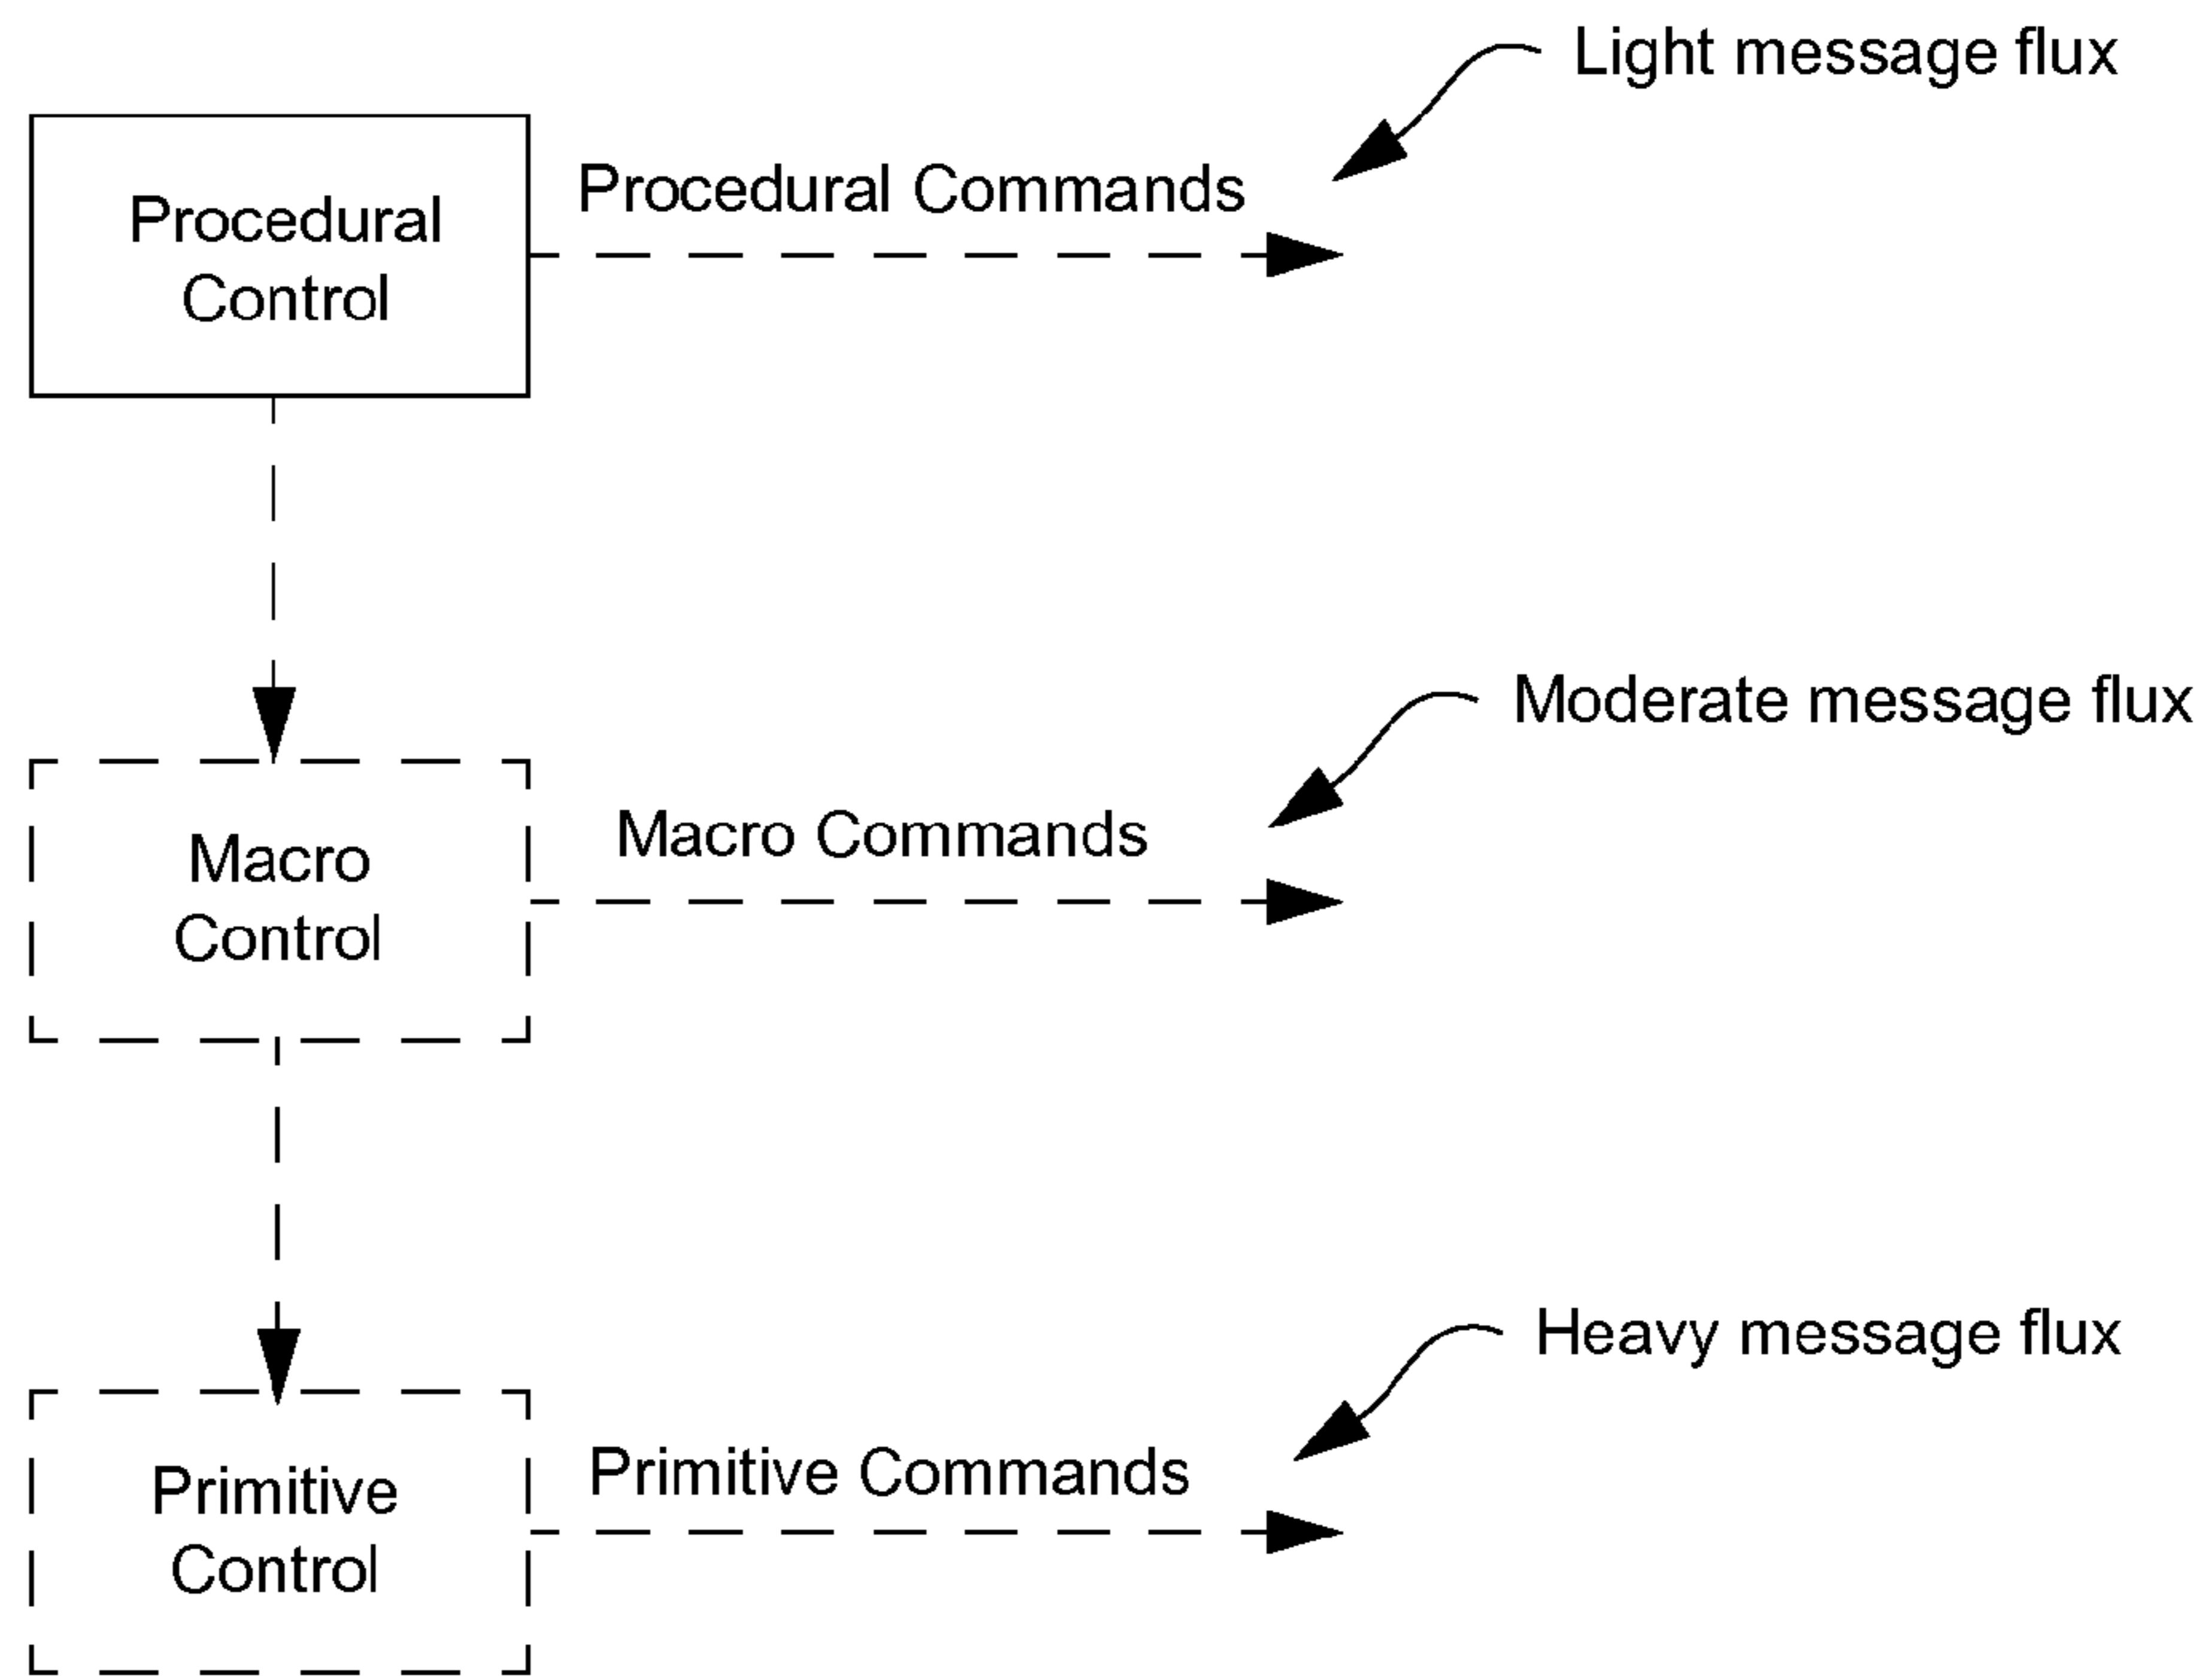 Light message flux
Procedural
Control
Procedural Commands
Moderate message flux
Macro
Control
Macro Commands
Heavy message flux
Primitive
Control
Primitive Commands